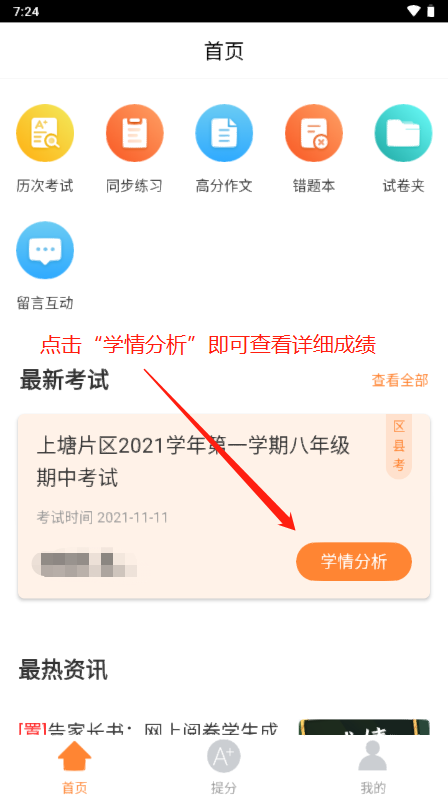 7:24
首页
历次考试
同步练习
高分作文
错题本
试卷夹
留言互动
点击“学情分析”即可查看详细成绩
最新考试
查看全部
区县考
上塘片区2021学年第一学期八年级
期中考试
考试时间 2021-11-11
学情分析
最热资讯
[置]告家长书：网上阅卷学生成
首页
提分
我的